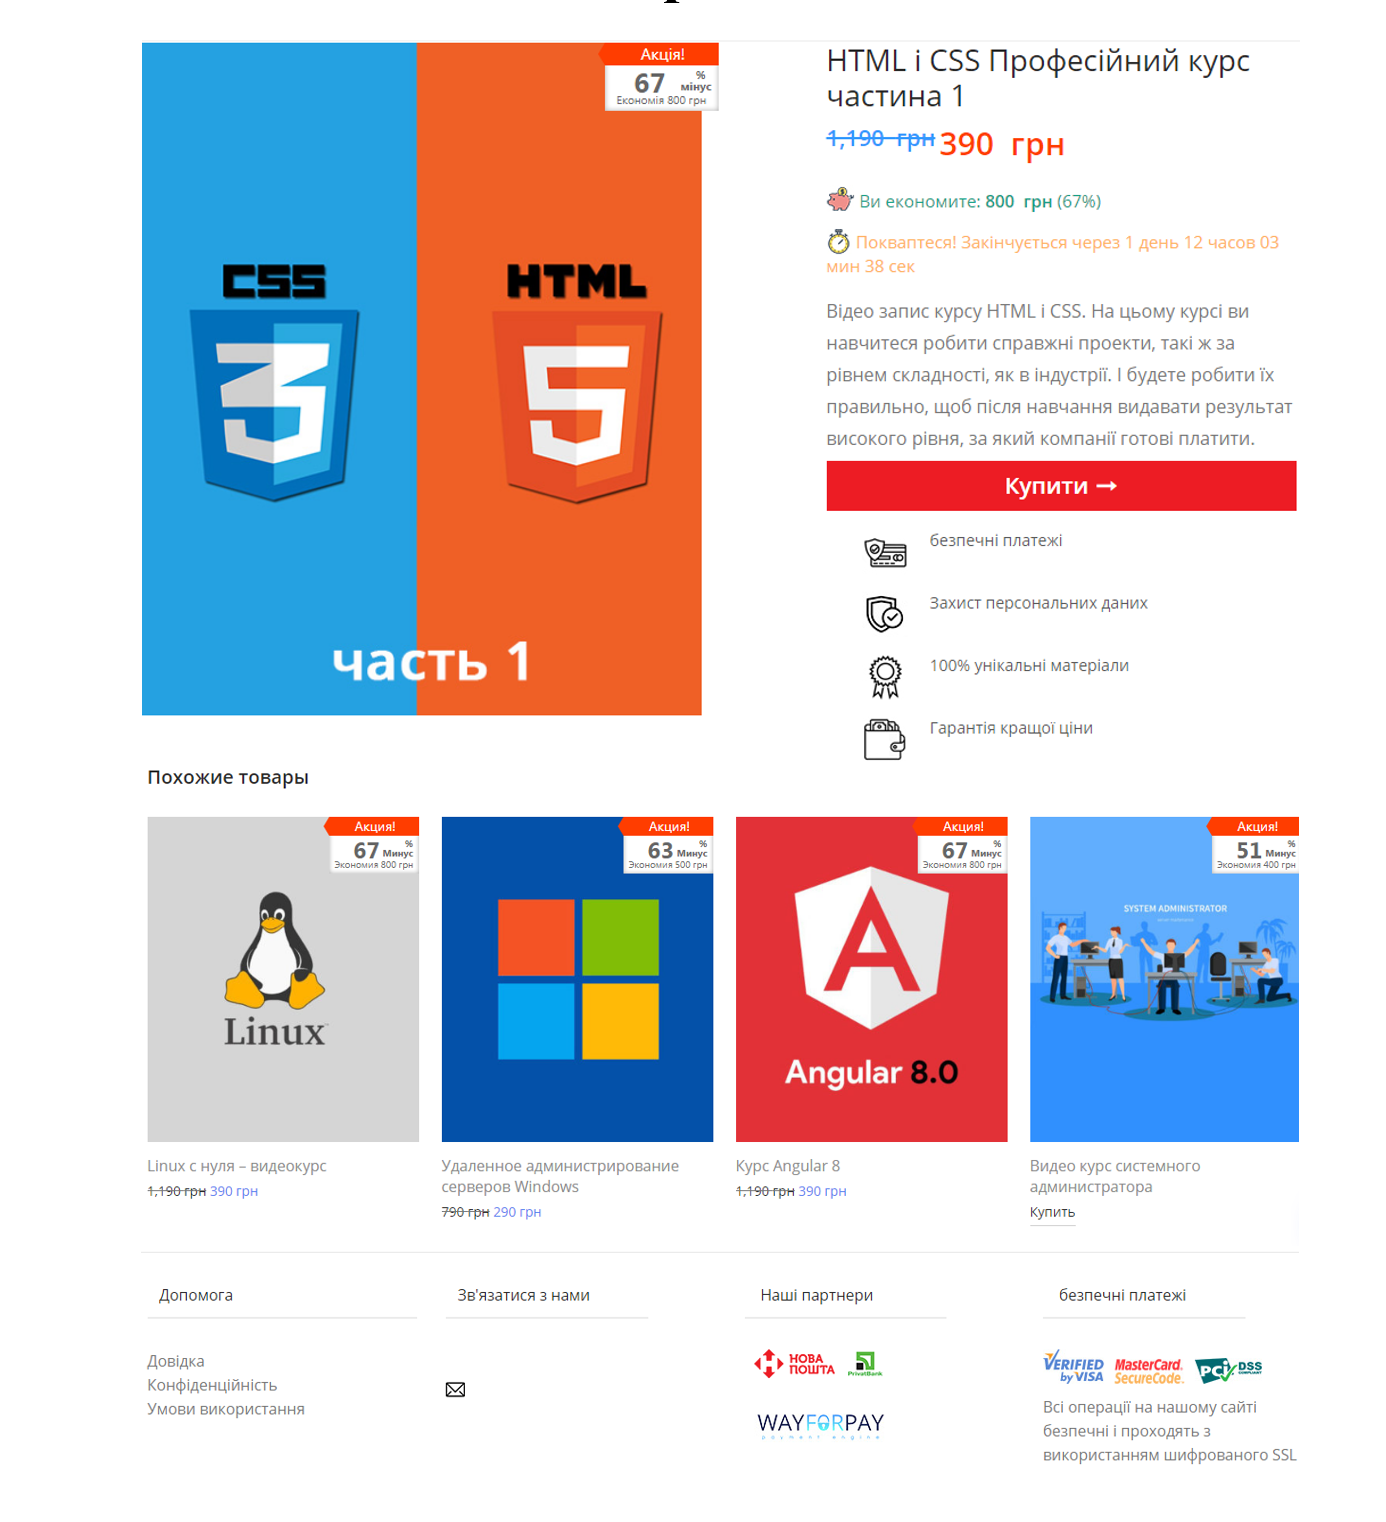 Акція!
67 % мінус
Економія 800 грн
CSS
HTML
3
5
часть 1
HTML і CSS Професійний курс
частина 1
1,190 грн 390 грн
Ви економите: 800 грн (67%)
Покваптеся! Закінчується через 1 день 12 часов 03
мин 38 сек
Відео запис курсу HTML і CSS. На цьому курсі ви
навчитеся робити справжні проекти, такі ж за
рівнем складності, як в індустрії. І будете робити їх
правильно, щоб після навчання видавати результат
високого рівня, за який компанії готові платити.
Купити →
безпечні платежі
Захист персональних даних
100% унікальні матеріали
Гарантія кращої ціни
Похожие товары
Акция!
67 % Минус
Экономия 800 грн
Linux
Linux с нуля – видеокурс
1,190 грн 390 грн
Акция!
63 % Минус
Экономия 500 грн
Удаленное администрирование
серверов Windows
790 грн 290 грн
Акция!
67 % Минус
Экономия 800 грн
A
Angular 8.0
Курс Angular 8
1,190 грн 390 грн
Акция!
51 % Минус
Экономия 400 грн
SYSTEM ADMINISTRATOR
Видео курс системного
администратора
Купить
Допомога
Довідка
Конфіденційність
Умови використання
Зв'язатися з нами
Наші партнери
НОВА
ПОШТА
PrivatBank
WAYFORPAY
payment engine
безпечні платежі
VERIFIED
by VISA
MasterCard.
SecureCode.
PCI DSS
COMPLIANT
Всі операції на нашому сайті
безпечні і проходять з
використанням шифрованого SSL